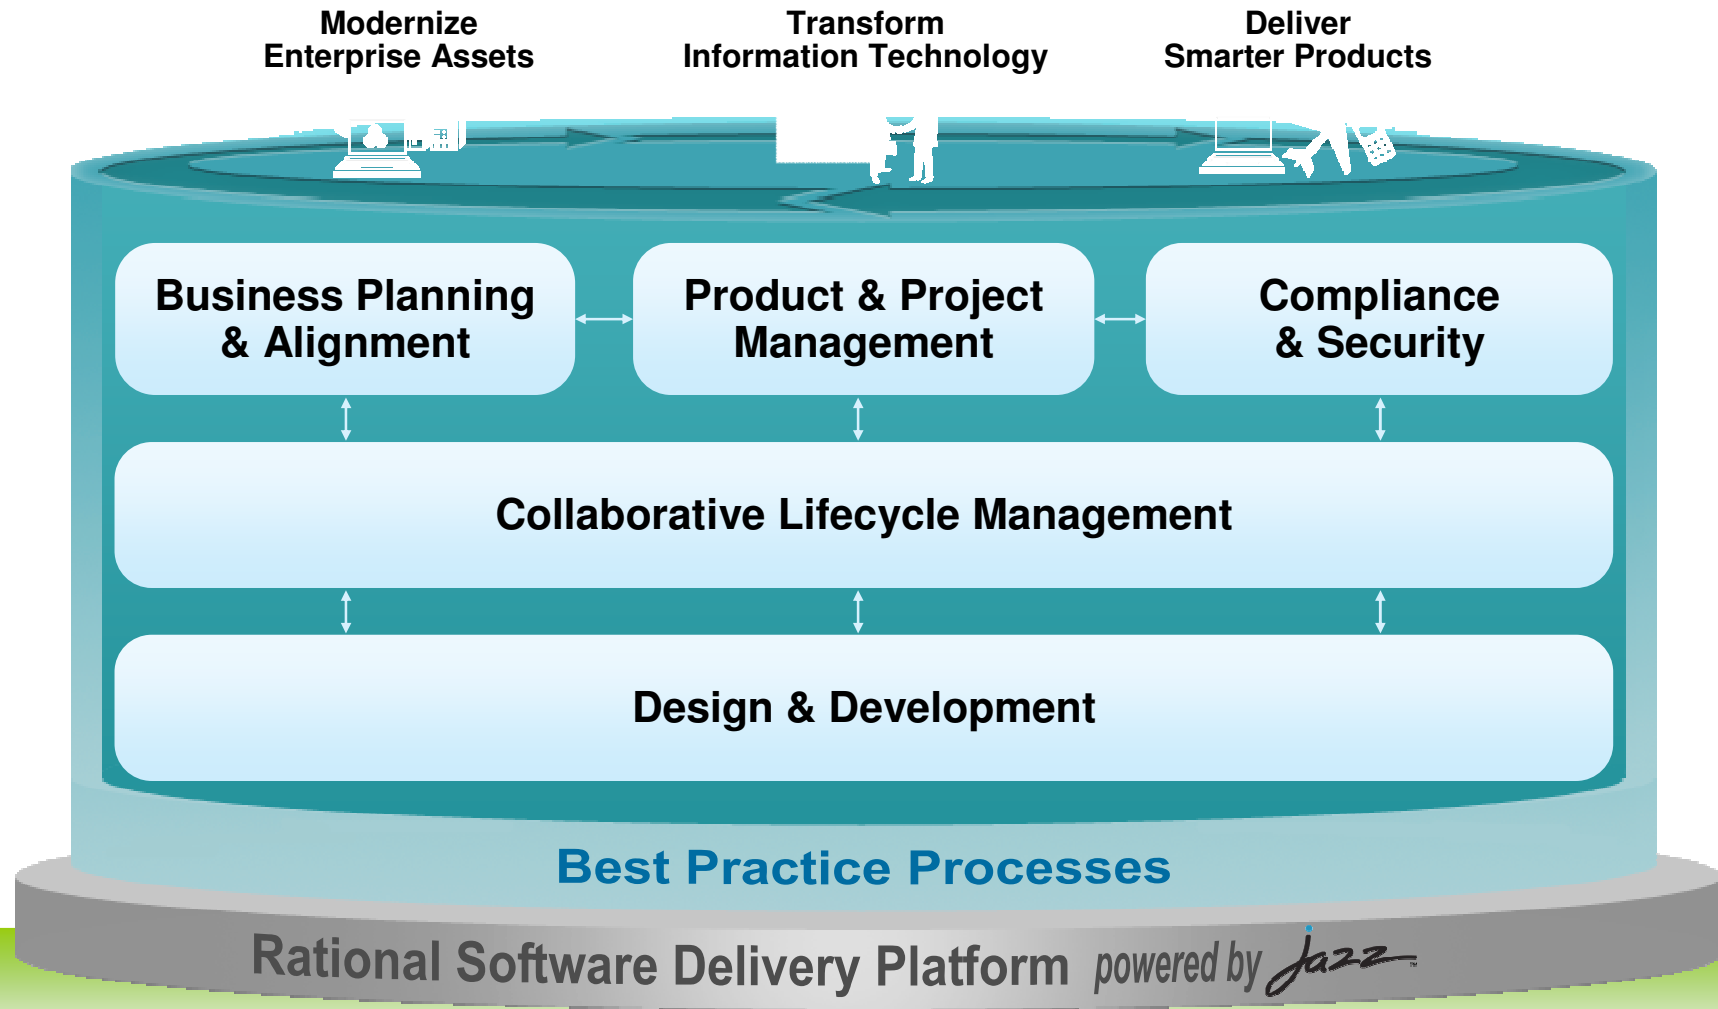 Modernize
Enterprise Assets
Transform
Information Technology
Deliver
Smarter Products
Business Planning
& Alignment
Product & Project
Management
Compliance
& Security
Collaborative Lifecycle Management
Design & Development
Best Practice Processes
Rational Software Delivery Platform powered by jazz™